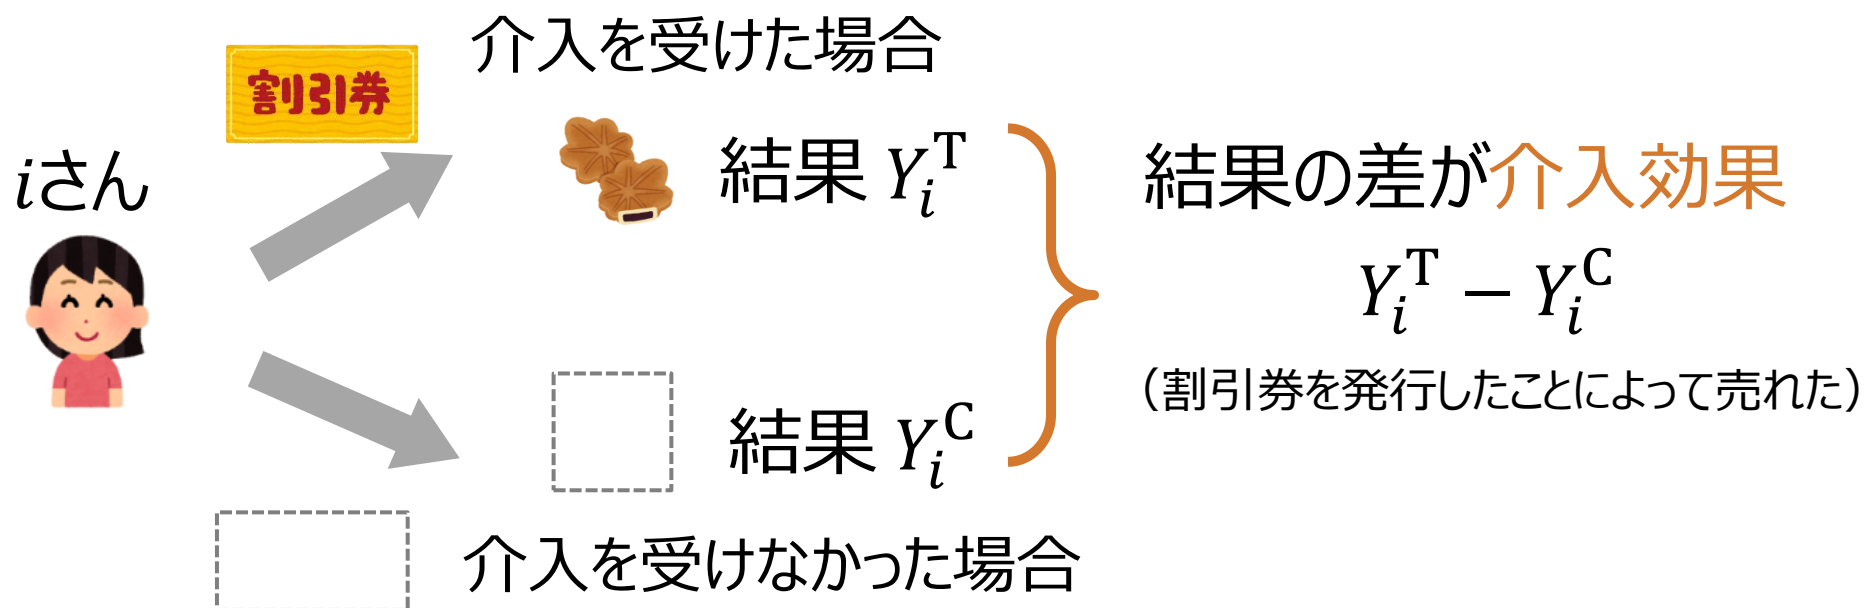 介入を受けた場合
割引券
iさん
結果 Y_i^T
結果の差が介入効果
Y_i^T − Y_i^C
（割引券を発行したことによって売れた）
結果 Y_i^C
介入を受けなかった場合